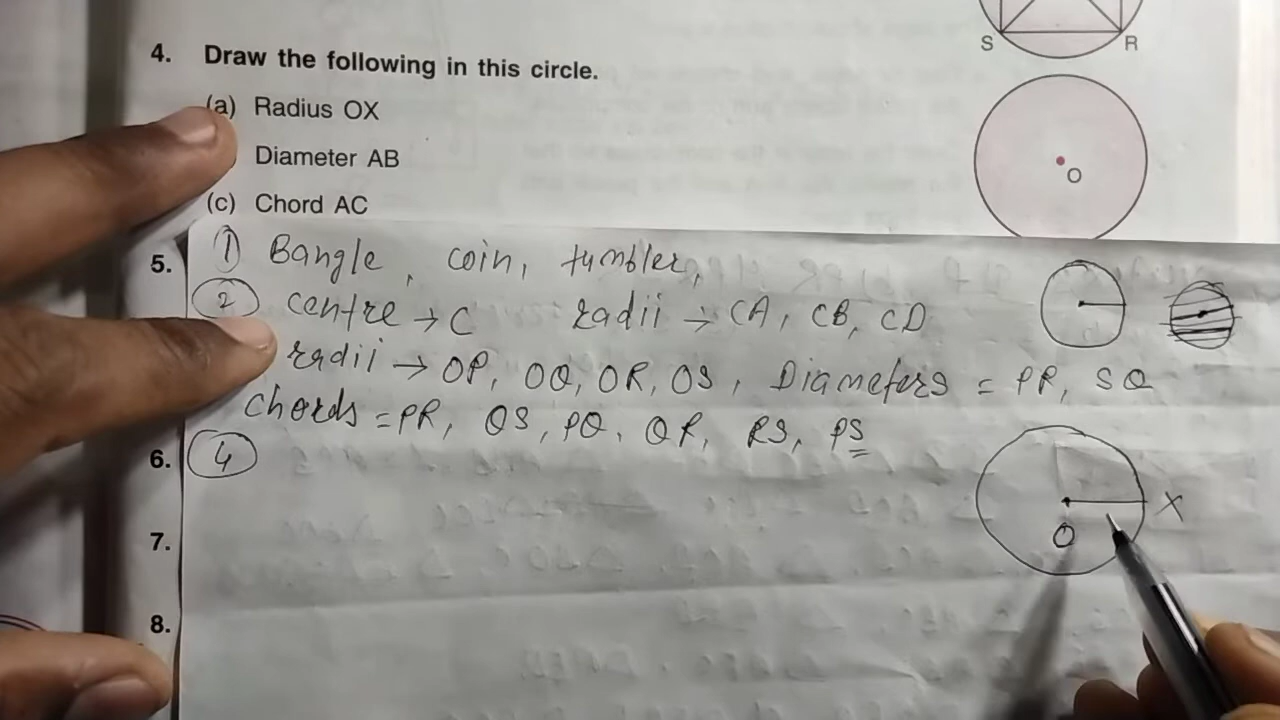 S R
4. Draw the following in this circle.
(a) Radius OX
) Diameter AB
(c) Chord AC
O
5. 1 Bangle, coin, tumbler,
2 centre → C radii → CA, CB, CD
radii → OP, OQ, OR, OS, Diameters = PR, SQ
chords = PR, QS, PQ, QR, RS, PS
6. 4
X
O
7.
8.